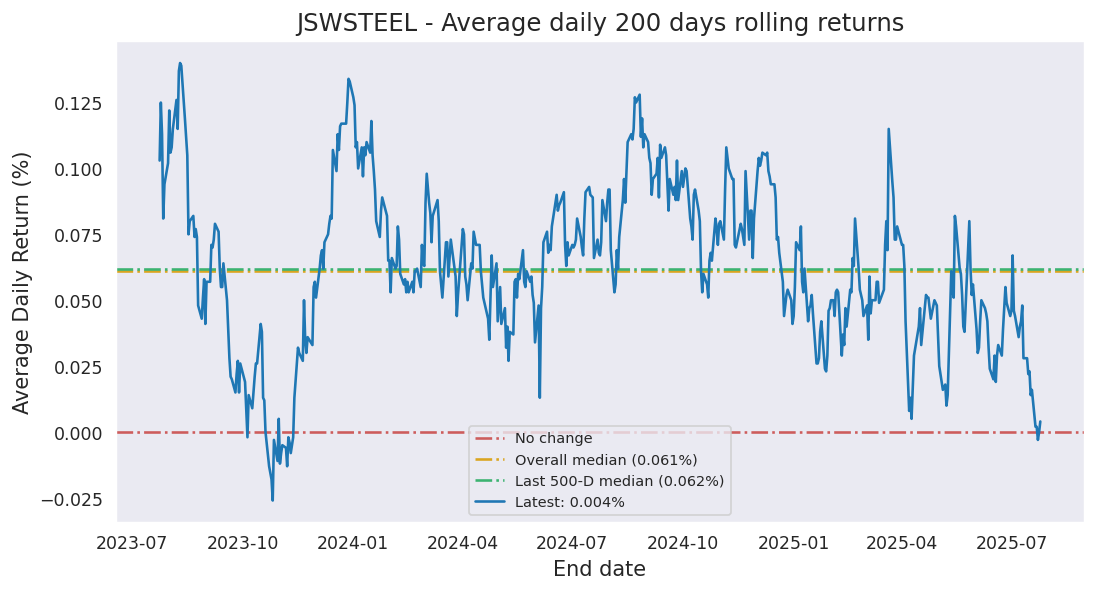 JSWSTEEL - Average daily 200 days rolling returns
Average Daily Return (%)
0.125
0.100
0.075
0.050
0.025
0.000
−0.025
No change
Overall median (0.061%)
Last 500-D median (0.062%)
Latest: 0.004%
2023-07 2023-10 2024-01 2024-04 2024-07 2024-10 2025-01 2025-04 2025-07
End date